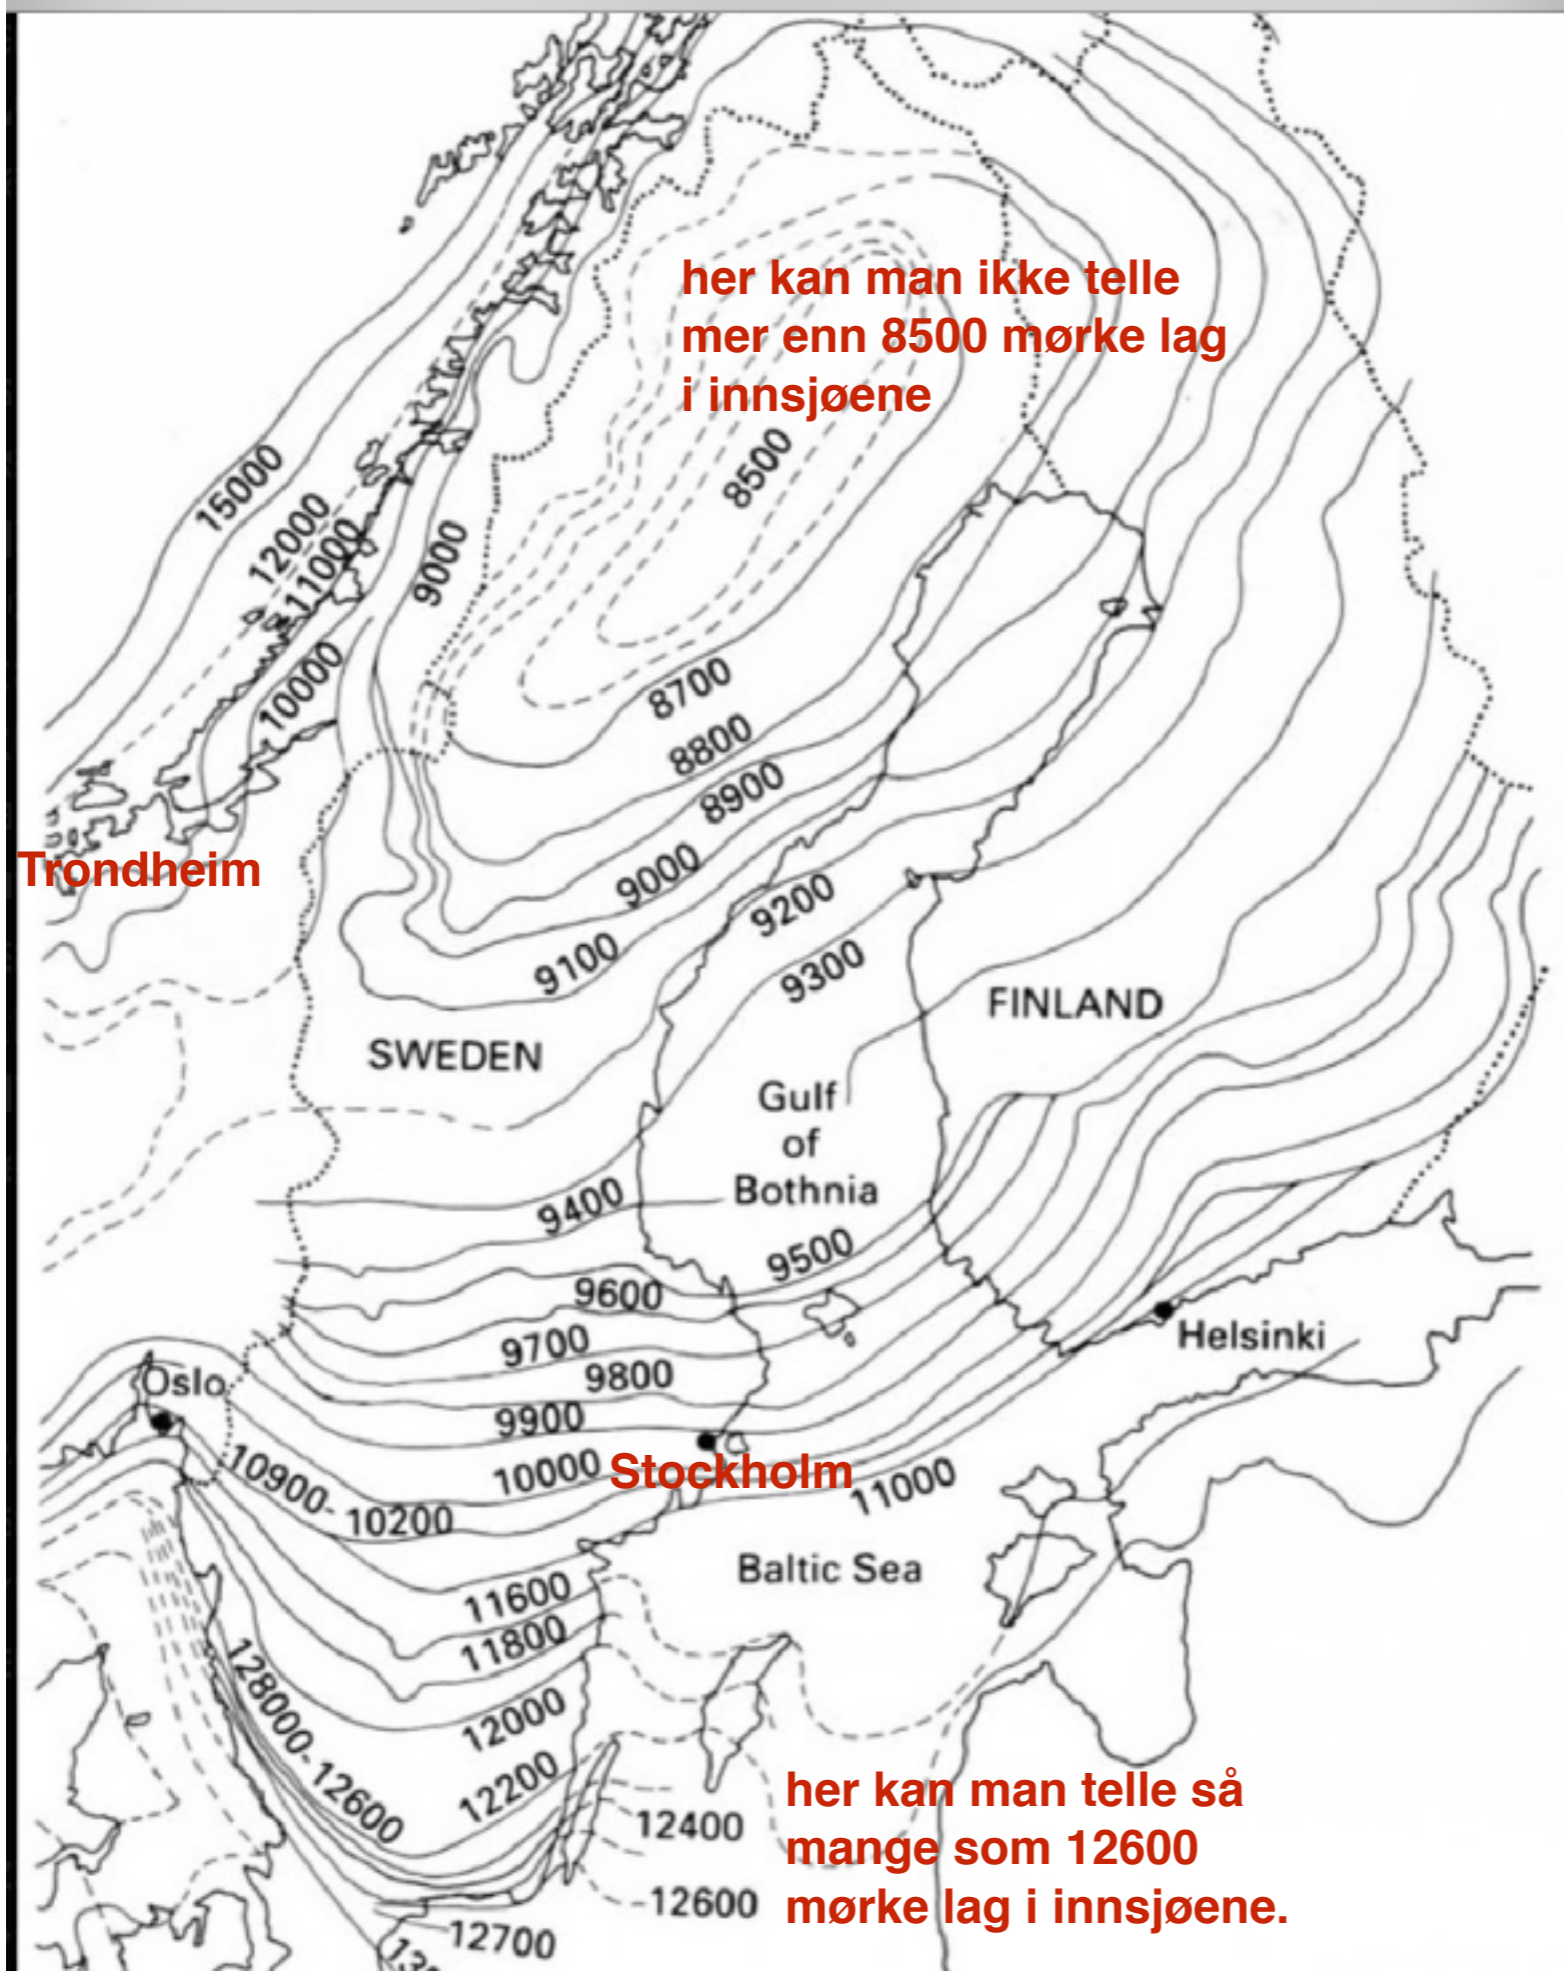 her kan man ikke telle
mer enn 8500 mørke lag
i innsjøene
8500
15000
12000
11000
9000
10000
8700
8800
8900
Trondheim
9000
9200
9100
9300
FINLAND
SWEDEN
Gulf
of
Bothnia
9400
9500
9600
Helsinki
9700
9800
Oslo
9900
10000
Stockholm
11000
10900-10200
Baltic Sea
11600
11800
12000
128000-12600
12200
12400
her kan man telle så
mange som 12600
mørke lag i innsjøene.
12600
12700